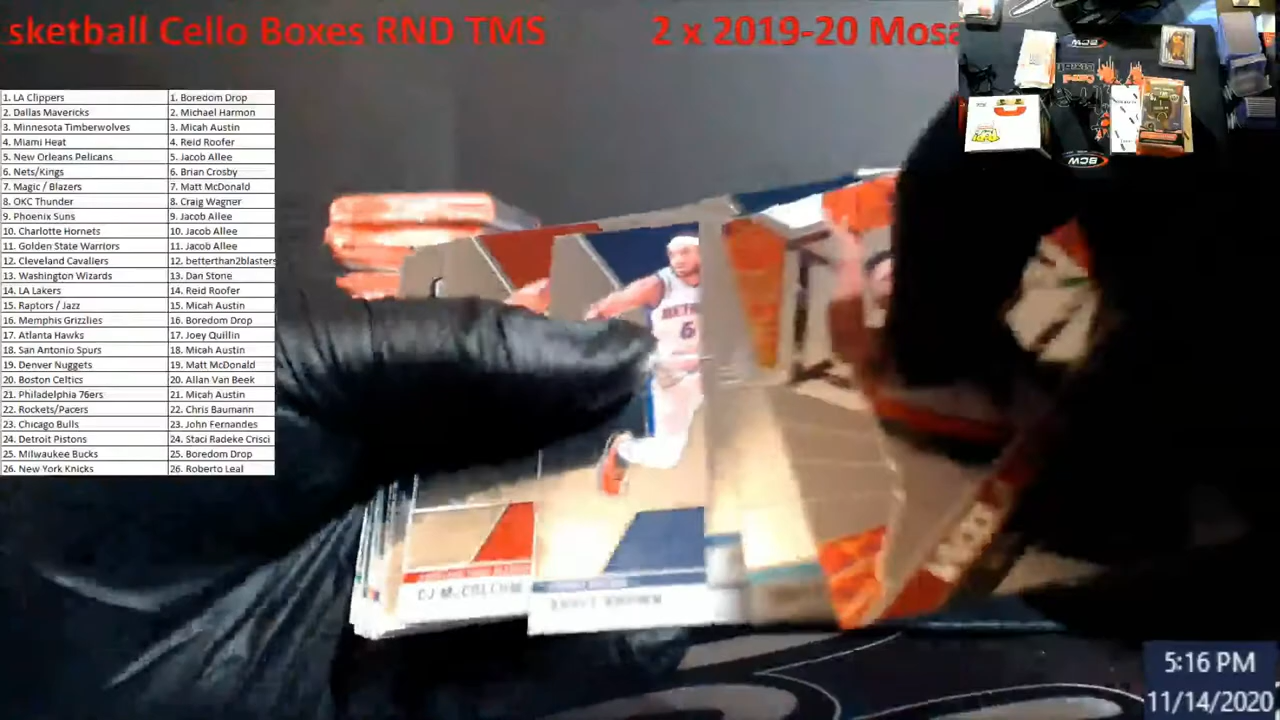 sketball Cello Boxes RND TMS 2 x 2019-20 Mosa
1. LA Clippers 1. Boredom Drop
2. Dallas Mavericks 2. Michael Harmon
3. Minnesota Timberwolves 3. Micah Austin
4. Miami Heat 4. Reid Roofer
5. New Orleans Pelicans 5. Jacob Allee
6. Nets/Kings 6. Brian Crosby
7. Magic / Blazers 7. Matt McDonald
8. OKC Thunder 8. Craig Wagner
9. Phoenix Suns 9. Jacob Allee
10. Charlotte Hornets 10. Jacob Allee
11. Golden State Warriors 11. Jacob Allee
12. Cleveland Cavaliers 12. betterthan2blasters
13. Washington Wizards 13. Dan Stone
14. LA Lakers 14. Reid Roofer
15. Raptors / Jazz 15. Micah Austin
16. Memphis Grizzlies 16. Boredom Drop
17. Atlanta Hawks 17. Joey Quillin
18. San Antonio Spurs 18. Micah Austin
19. Denver Nuggets 19. Matt McDonald
20. Boston Celtics 20. Allan Van Beek
21. Philadelphia 76ers 21. Micah Austin
22. Rockets/Pacers 22. Chris Baumann
23. Chicago Bulls 23. John Fernandes
24. Detroit Pistons 24. Staci Radeke Crisci
25. Milwaukee Bucks 25. Boredom Drop
26. New York Knicks 26. Roberto Leal
6
CJ McCOLLUM
BCW
BCW
5:16 PM
11/14/2020